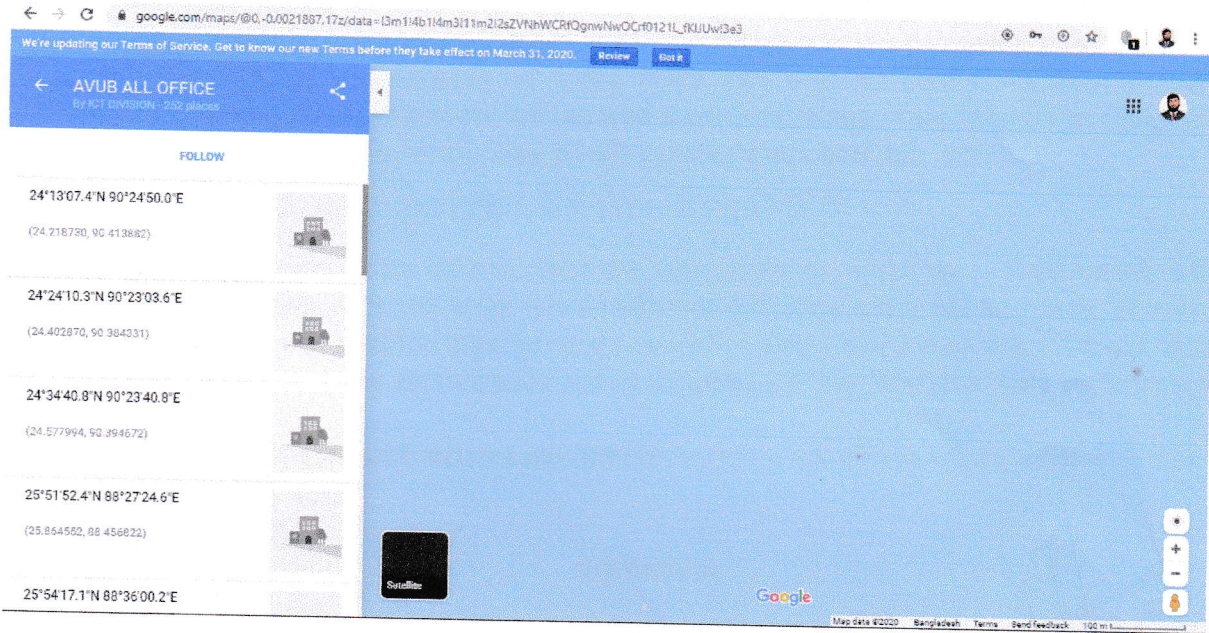 google.com/maps/@0,-0.0021887,17z/data=!3m1!4b1!4m3!11m2!2sZVNhWCRfQgnwNwOCrf0121L_fKIJUw!3e3
We're updating our Terms of Service. Get to know our new Terms before they take effect on March 31, 2020. Review Got it
AVUB ALL OFFICE
By ICT DIVISION - 252 places
FOLLOW
24°13'07.4"N 90°24'50.0"E
(24.218730, 90.413882)
24°24'10.3"N 90°23'03.6"E
(24.402870, 90.384331)
24°34'40.8"N 90°23'40.8"E
(24.577994, 90.394672)
25°51'52.4"N 88°27'24.6"E
(25.864552, 88.456822)
25°54'17.1"N 88°36'00.2"E
Satellite
Google
Map data ©2020 Bangladesh Terms Send feedback 100 m
1